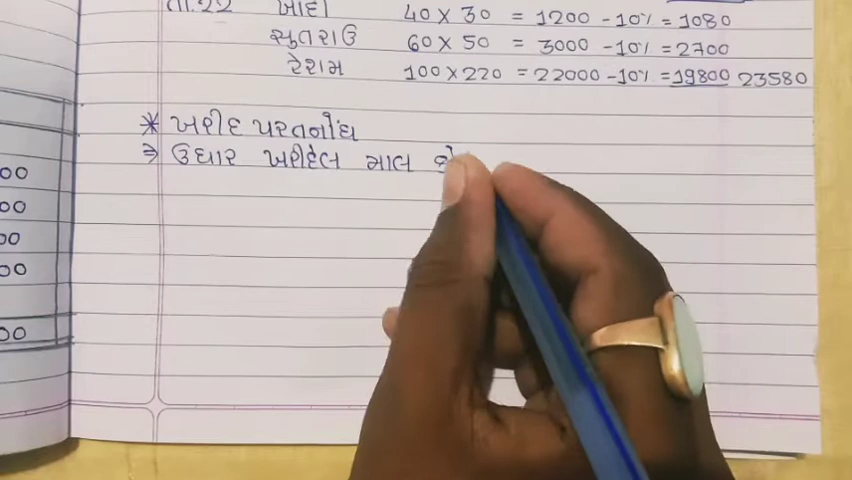 તા.22 ખાદી 40 × 30 = 1200 - 10% = 1080
સુતરાઉ 60 × 50 = 3000 - 10% = 2700
રેશમ 100 × 220 = 22000 - 10% = 19800 23580
* ખરીદ પરતનોંધ
⇒ ઉધાર ખરીદેલ માલ જે
00
00
00
00
00